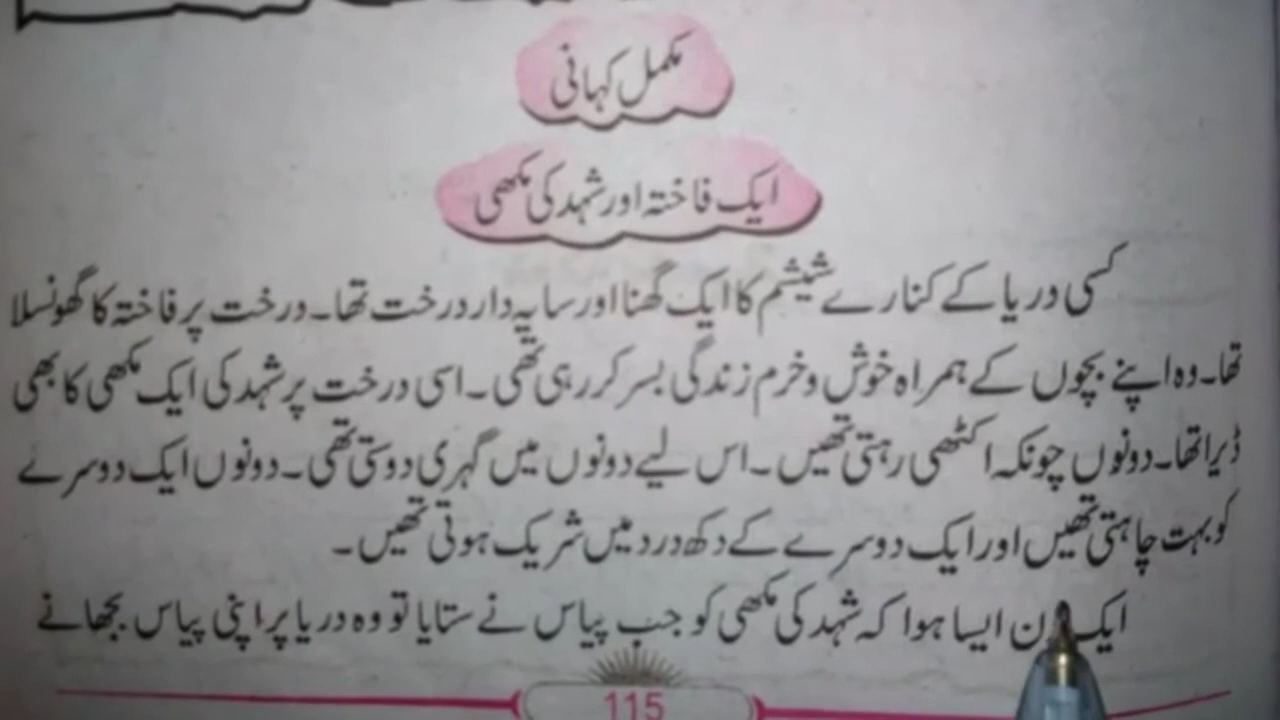 مکمل کہانی
ایک فاختہ اور شہد کی مکھی
کسی دریا کے کنارے شیشم کا ایک گھنا اور سایہ دار درخت تھا۔ درخت پر فاختہ کا گھونسلا
تھا۔ وہ اپنے بچوں کے ہمراہ خوش و خرم زندگی بسر کر رہی تھی۔ اسی درخت پر شہد کی ایک مکھی کا بھی
ڈیرا تھا۔ دونوں چونکہ اکٹھی رہتی تھیں۔ اس لیے دونوں میں گہری دوستی تھی۔ دونوں ایک دوسرے
کو بہت چاہتی تھیں اور ایک دوسرے کے دکھ درد میں شریک ہوتی تھیں۔
ایک دن ایسا ہوا کہ شہد کی مکھی کو جب پیاس نے ستایا تو وہ دریا پر اپنی پیاس بجھانے
115